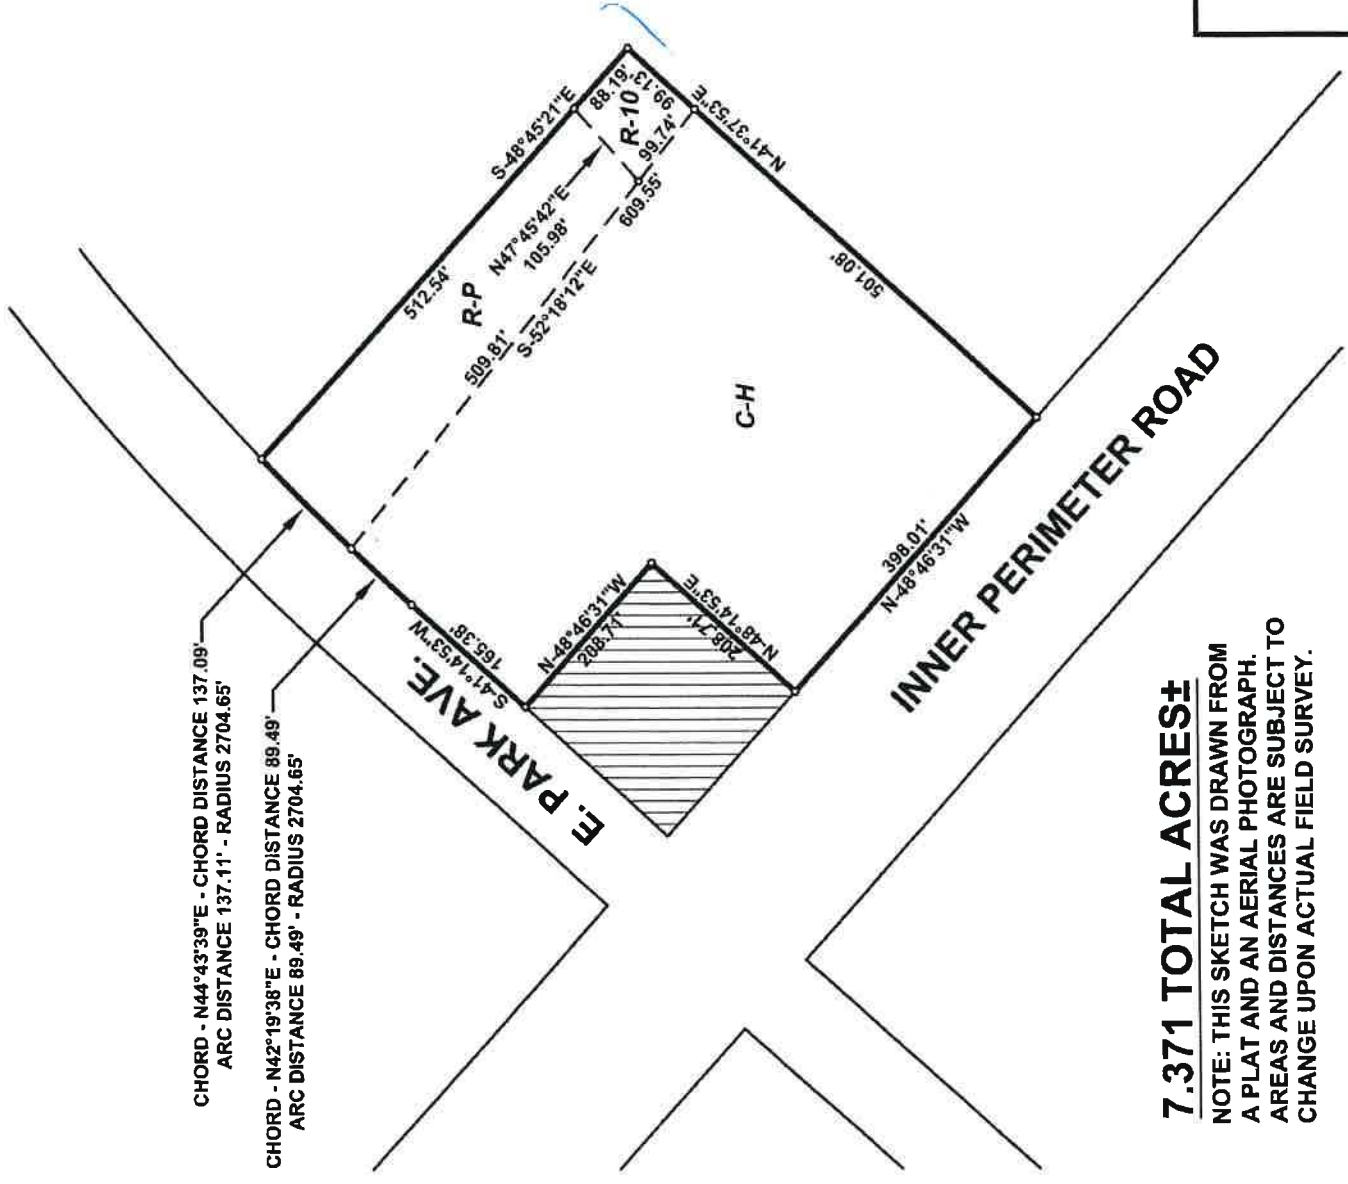 CHORD - N44°43'39"E - CHORD DISTANCE 137.09'
ARC DISTANCE 137.11' - RADIUS 2704.65'
CHORD - N42°19'38"E - CHORD DISTANCE 89.49'
ARC DISTANCE 89.49' - RADIUS 2704.65'
S-48°45'21"E
512.54'
88.19'
R-10
99.13'
99.74'
N47°45'42"E
105.98'
R-P
609.55'
509.81'
S-52°18'12"E
N-41°37'53"E
501.08'
C-H
S-41°14'53"W
165.38'
N-48°46'31"W
208.71'
N-48°14'53"E
208.71'
398.01'
N-48°46'31"W
E. PARK AVE.
INNER PERIMETER ROAD
7.371 TOTAL ACRES±
NOTE: THIS SKETCH WAS DRAWN FROM
A PLAT AND AN AERIAL PHOTOGRAPH.
AREAS AND DISTANCES ARE SUBJECT TO
CHANGE UPON ACTUAL FIELD SURVEY.